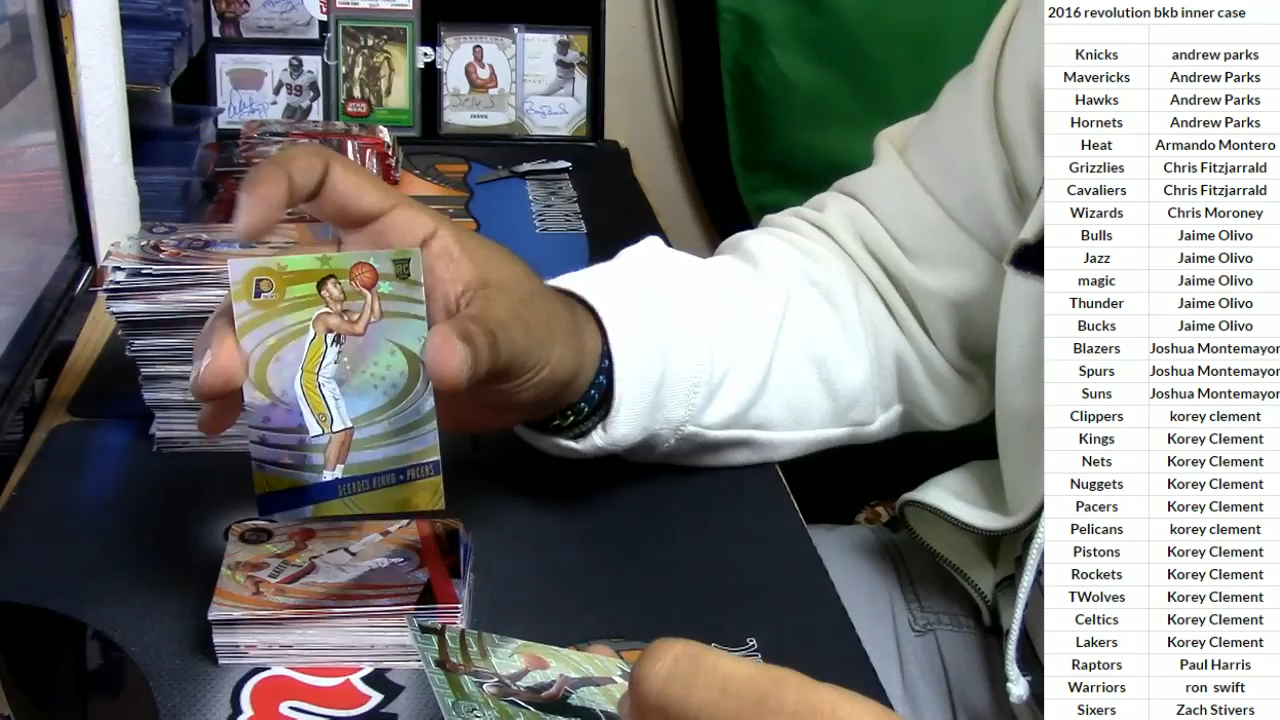 2016 revolution bkb inner case
Knicks andrew parks
Mavericks Andrew Parks
Hawks Andrew Parks
Hornets Andrew Parks
Heat Armando Montero
Grizzlies Chris Fitzjarrald
Cavaliers Chris Fitzjarrald
Wizards Chris Moroney
Bulls Jaime Olivo
Jazz Jaime Olivo
magic Jaime Olivo
Thunder Jaime Olivo
Bucks Jaime Olivo
Blazers Joshua Montemayor
Spurs Joshua Montemayor
Suns Joshua Montemayor
Clippers korey clement
Kings Korey Clement
Nets Korey Clement
Nuggets Korey Clement
Pacers Korey Clement
Pelicans korey clement
Pistons Korey Clement
Rockets Korey Clement
TWolves Korey Clement
Celtics Korey Clement
Lakers Korey Clement
Raptors Paul Harris
Warriors ron swift
Sixers Zach Stivers
RC
GEORGES NIANG PACERS
STAR
WARS
99